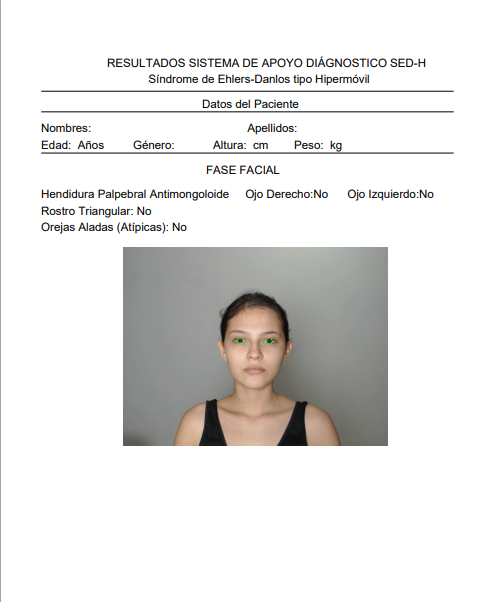 RESULTADOS SISTEMA DE APOYO DIÁGNOSTICO SED-H
Síndrome de Ehlers-Danlos tipo Hipermóvil
Datos del Paciente
Nombres: Apellidos:
Edad: Años Género: Altura: cm Peso: kg
FASE FACIAL
Hendidura Palpebral Antimongoloide Ojo Derecho:No Ojo Izquierdo:No
Rostro Triangular: No
Orejas Aladas (Atípicas): No